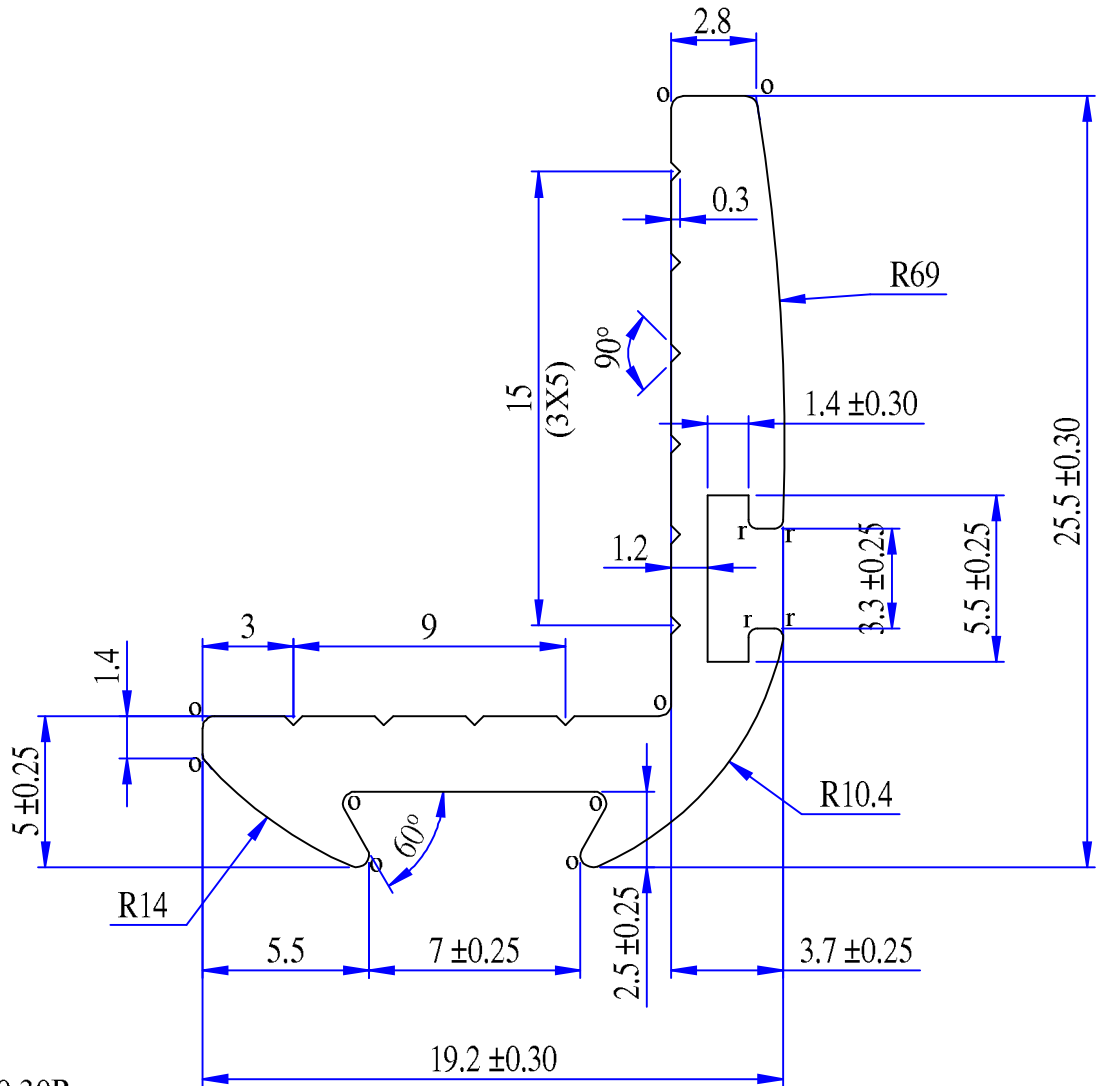 2.8
o
o
0.3
R69
90°
15
(3X5)
1.4 ±0.30
25.5 ±0.30
r
r
3.3 ±0.25
5.5 ±0.25
1.2
r
r
3
9
1.4
o
o
o
5 ±0.25
o
o
60°
R10.4
o
o
R14
2.5 ±0.25
5.5
7 ±0.25
3.7 ±0.25
19.2 ±0.30